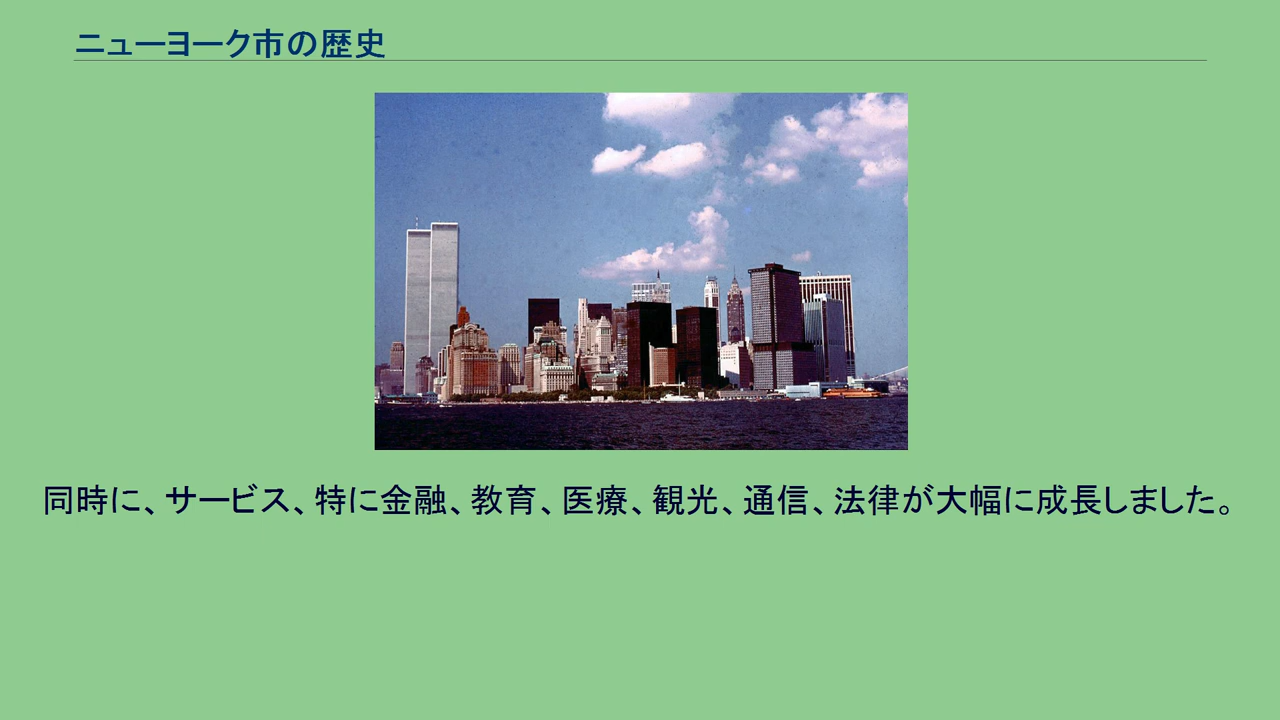 ニューヨーク市の歴史
同時に、サービス、特に金融、教育、医療、観光、通信、法律が大幅に成長しました。